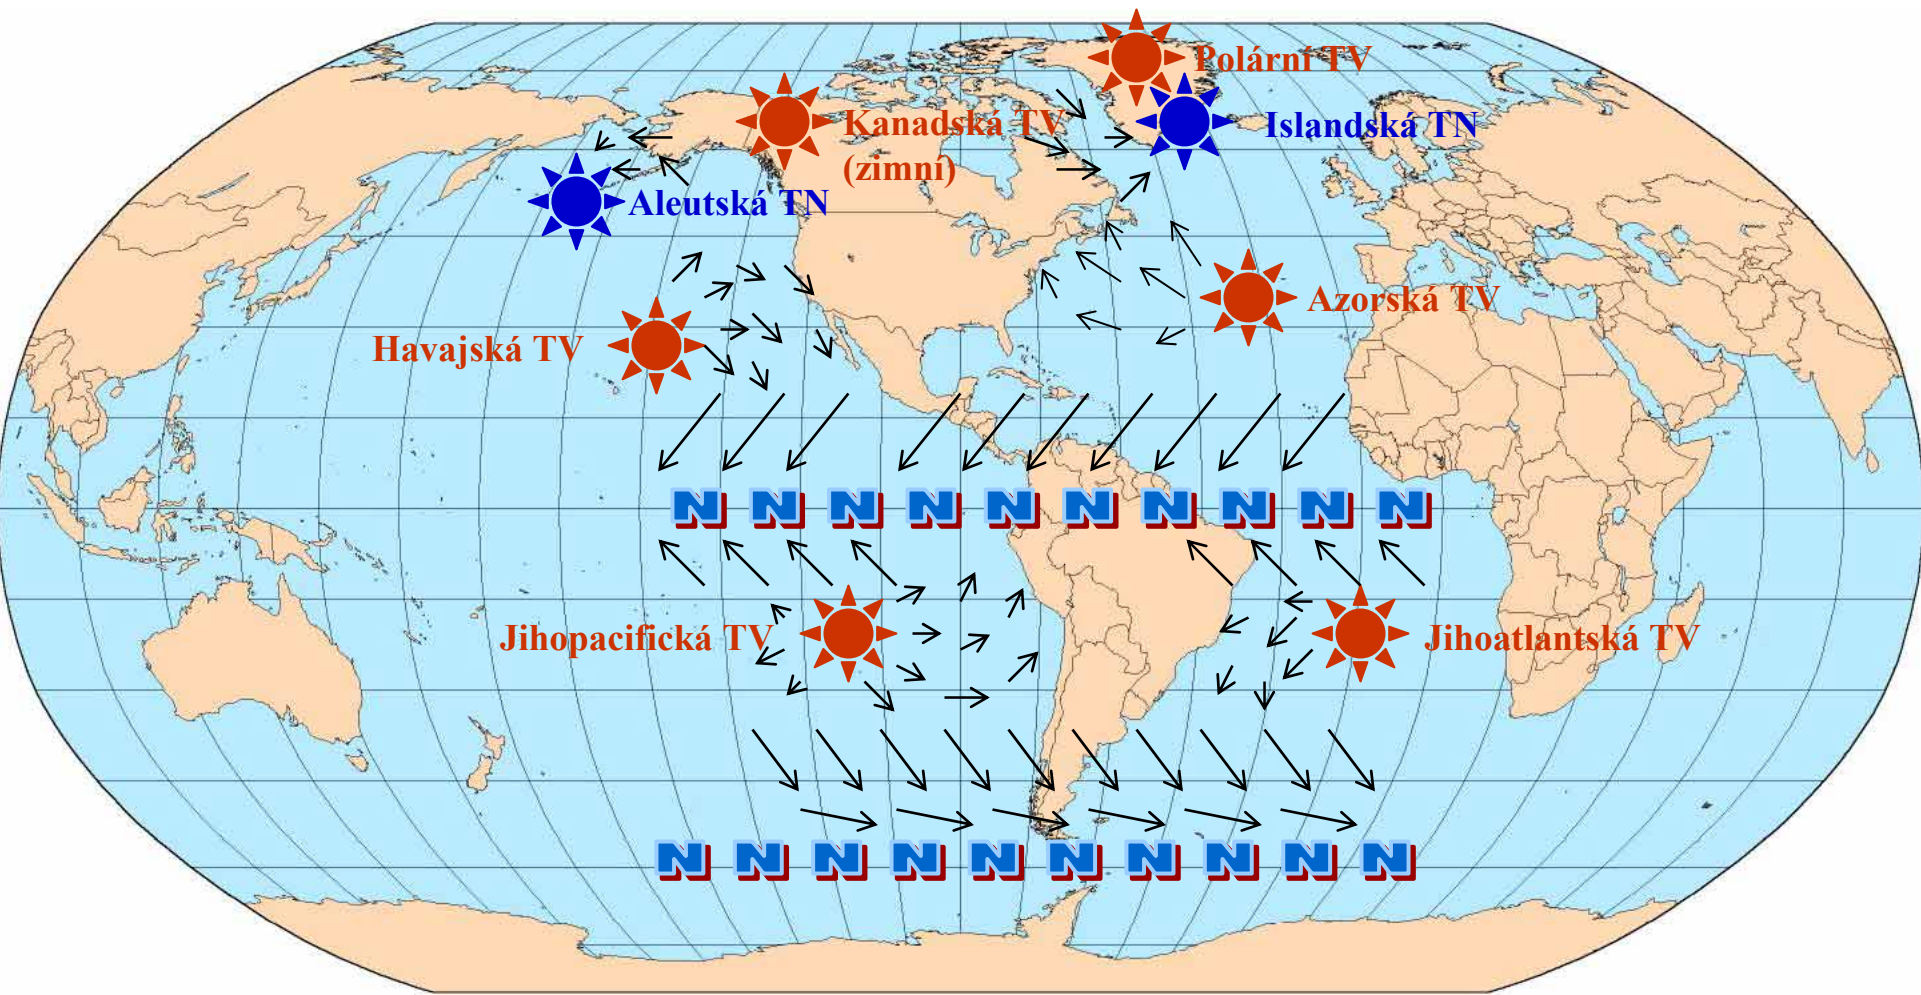 Polární TV
Kanadská TV
(zimní)
Islandská TN
Aleutská TN
Azorská TV
Havajská TV
N N N N N N N N N N
Jihopacifická TV
Jihoatlantská TV
N N N N N N N N N N